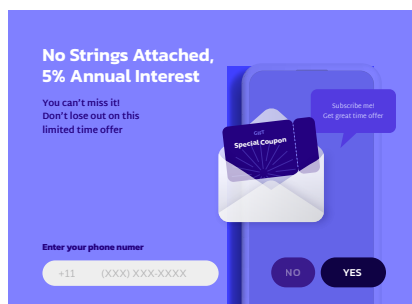 No Strings Attached,
5% Annual Interest
You can't miss it!
Don't lose out on this
limited time offer
Subscribe me!
Get great time offer
GIFT
Special Coupon
Enter your phone numer
+11 (XXX) XXX-XXXX
NO
YES